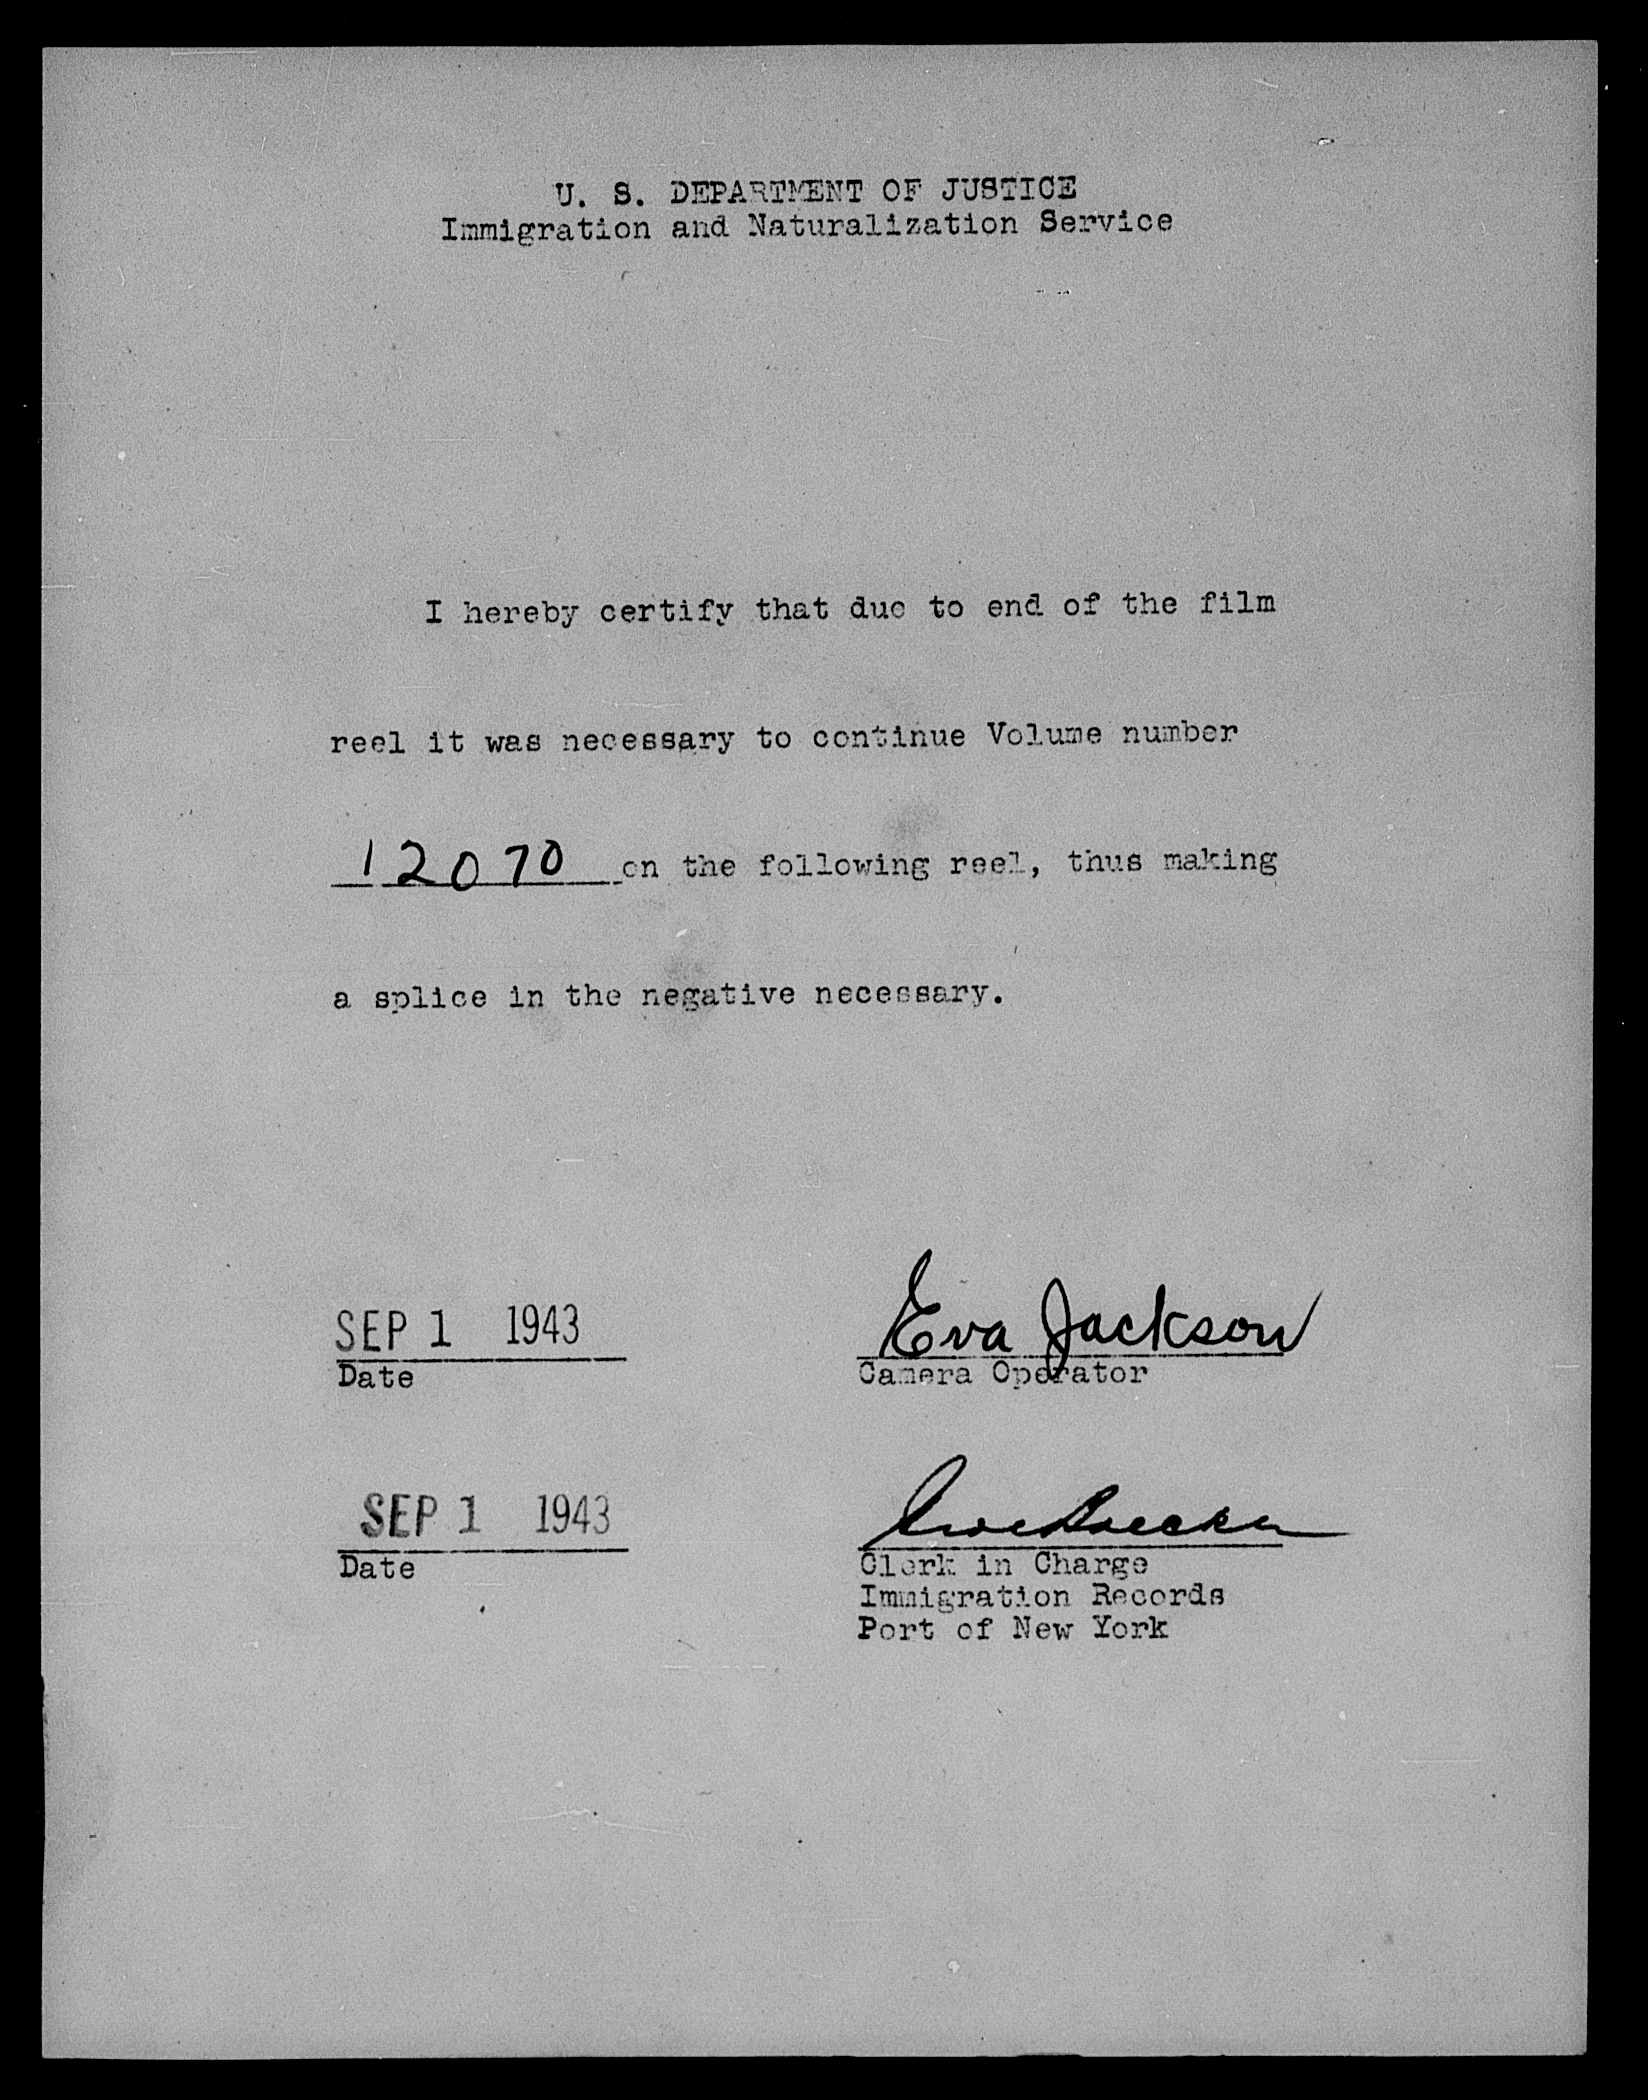 U. S. DEPARTMENT OF JUSTICE
Immigration and Naturalization Service
I hereby certify that due to end of the film
reel it was necessary to continue Volume number
12070 on the following reel, thus making
a splice in the negative necessary.
SEP 1 1943
Date
Eva Jackson
Camera Operator
SEP 1 1943
Date
Clerk in Charge
Immigration Records
Port of New York